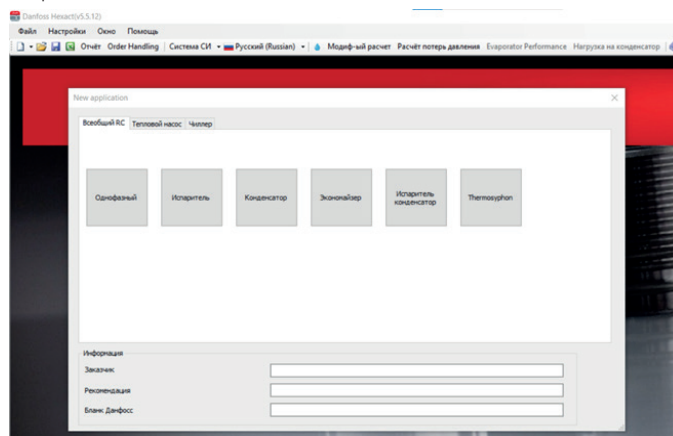 Danfoss Hexact(v5.5.12)
Файл Настройки Окно Помощь
Отчёт Order Handling Система СИ Русский (Russian) Модиф-ый расчет Расчёт потерь давления Evaporator Performance Нагрузка на конденсатор
New application
Всеобщий RC Тепловой насос Чиллер
Однофазный Испаритель Конденсатор Экономайзер Испаритель конденсатор Thermosyphon
Информация
Заказчик
Рекомендация
Бланк Данфосс